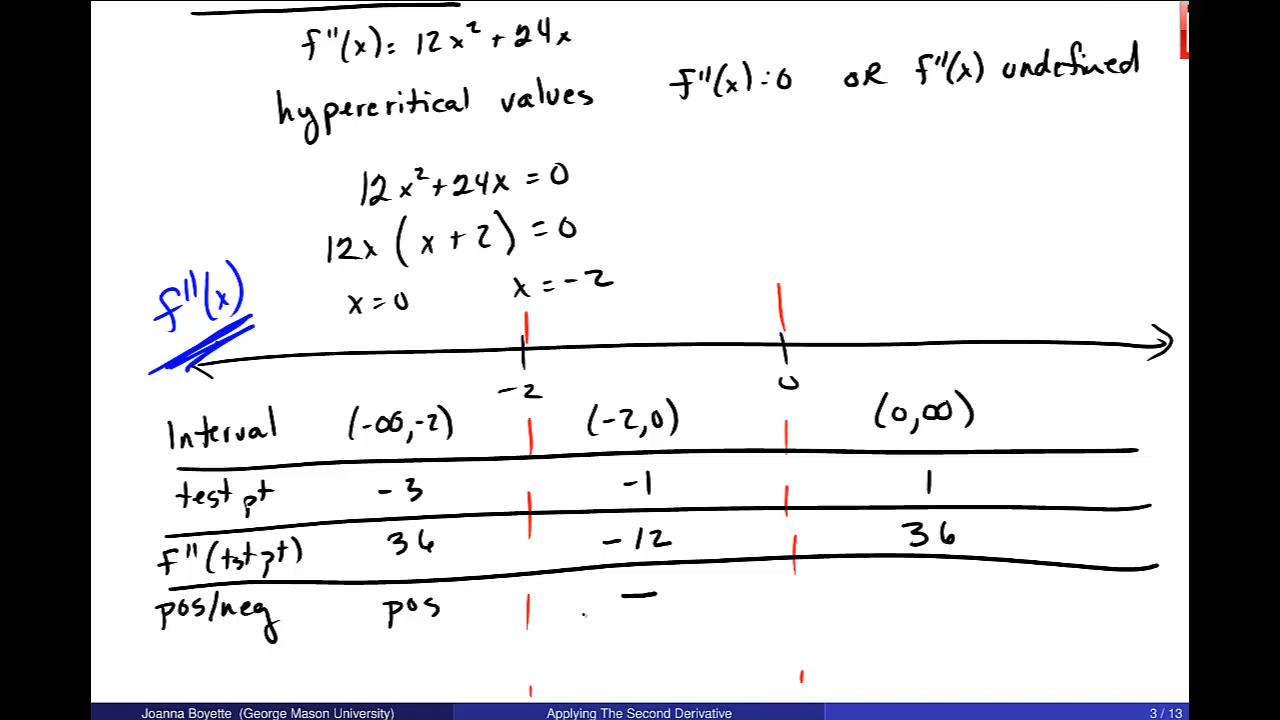 f''(x) = 12x² + 24x
hypercritical values f''(x) = 0 OR f''(x) undefined
12x² + 24x = 0
12x (x + 2) = 0
x = 0 x = -2
f''(x)
-2 0
Interval (-∞,-2) (-2,0) (0,∞)
test pt -3 -1 1
f''(tst pt) 36 -12 36
pos/neg pos −
Joanna Boyette (George Mason University) Applying The Second Derivative 3 / 13